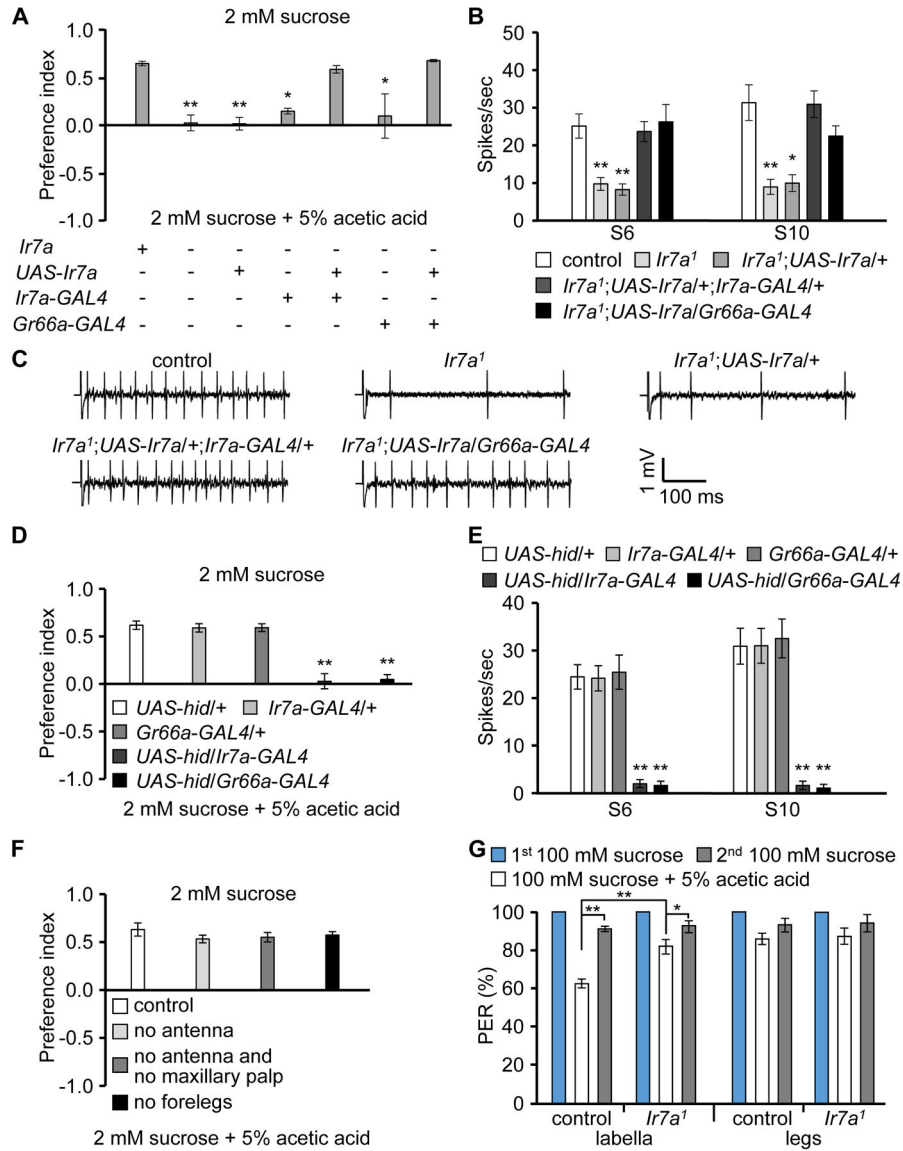 A
2 mM sucrose
Preference index
1.0
0.5
0.0
-0.5
-1.0
** ** * *
2 mM sucrose + 5% acetic acid
Ir7a + - - - - - -
UAS-Ir7a - - + - + - +
Ir7a-GAL4 - - - + + - -
Gr66a-GAL4 - - - - - + +
B
Spikes/sec
50
40
30
20
10
0
** ** ** *
S6 S10
control Ir7a¹ Ir7a¹;UAS-Ir7a/+
Ir7a¹;UAS-Ir7a/+;Ir7a-GAL4/+
Ir7a¹;UAS-Ir7a/Gr66a-GAL4
C
control Ir7a¹ Ir7a¹;UAS-Ir7a/+
Ir7a¹;UAS-Ir7a/+;Ir7a-GAL4/+ Ir7a¹;UAS-Ir7a/Gr66a-GAL4
1 mV
100 ms
D
2 mM sucrose
Preference index
1.0
0.5
0.0
-0.5
-1.0
** **
UAS-hid/+ Ir7a-GAL4/+
Gr66a-GAL4/+
UAS-hid/Ir7a-GAL4
UAS-hid/Gr66a-GAL4
2 mM sucrose + 5% acetic acid
E
UAS-hid/+ Ir7a-GAL4/+ Gr66a-GAL4/+
UAS-hid/Ir7a-GAL4 UAS-hid/Gr66a-GAL4
Spikes/sec
40
30
20
10
0
** ** ** **
S6 S10
F
2 mM sucrose
Preference index
1.0
0.5
0.0
-0.5
-1.0
control
no antenna
no antenna and
no maxillary palp
no forelegs
2 mM sucrose + 5% acetic acid
G
1st 100 mM sucrose 2nd 100 mM sucrose
100 mM sucrose + 5% acetic acid
PER (%)
100
80
60
40
20
0
**
** *
control Ir7a¹ control Ir7a¹
labella legs